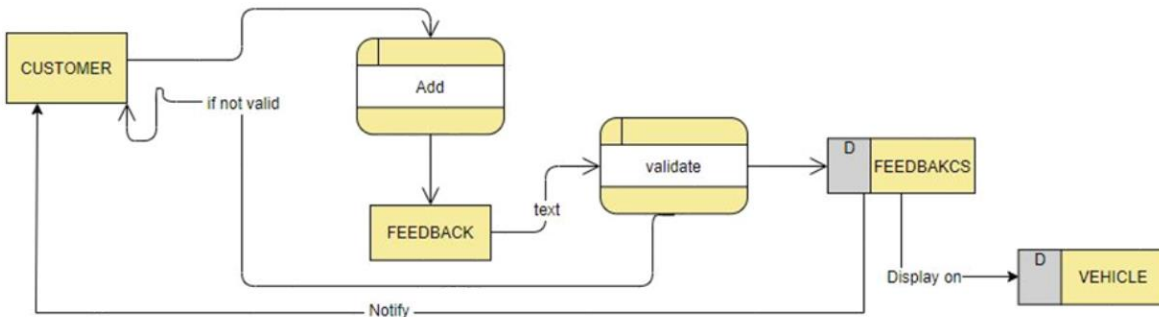 CUSTOMER
Add
if not valid
D
FEEDBAKCS
validate
text
FEEDBACK
D
VEHICLE
Display on
Notify